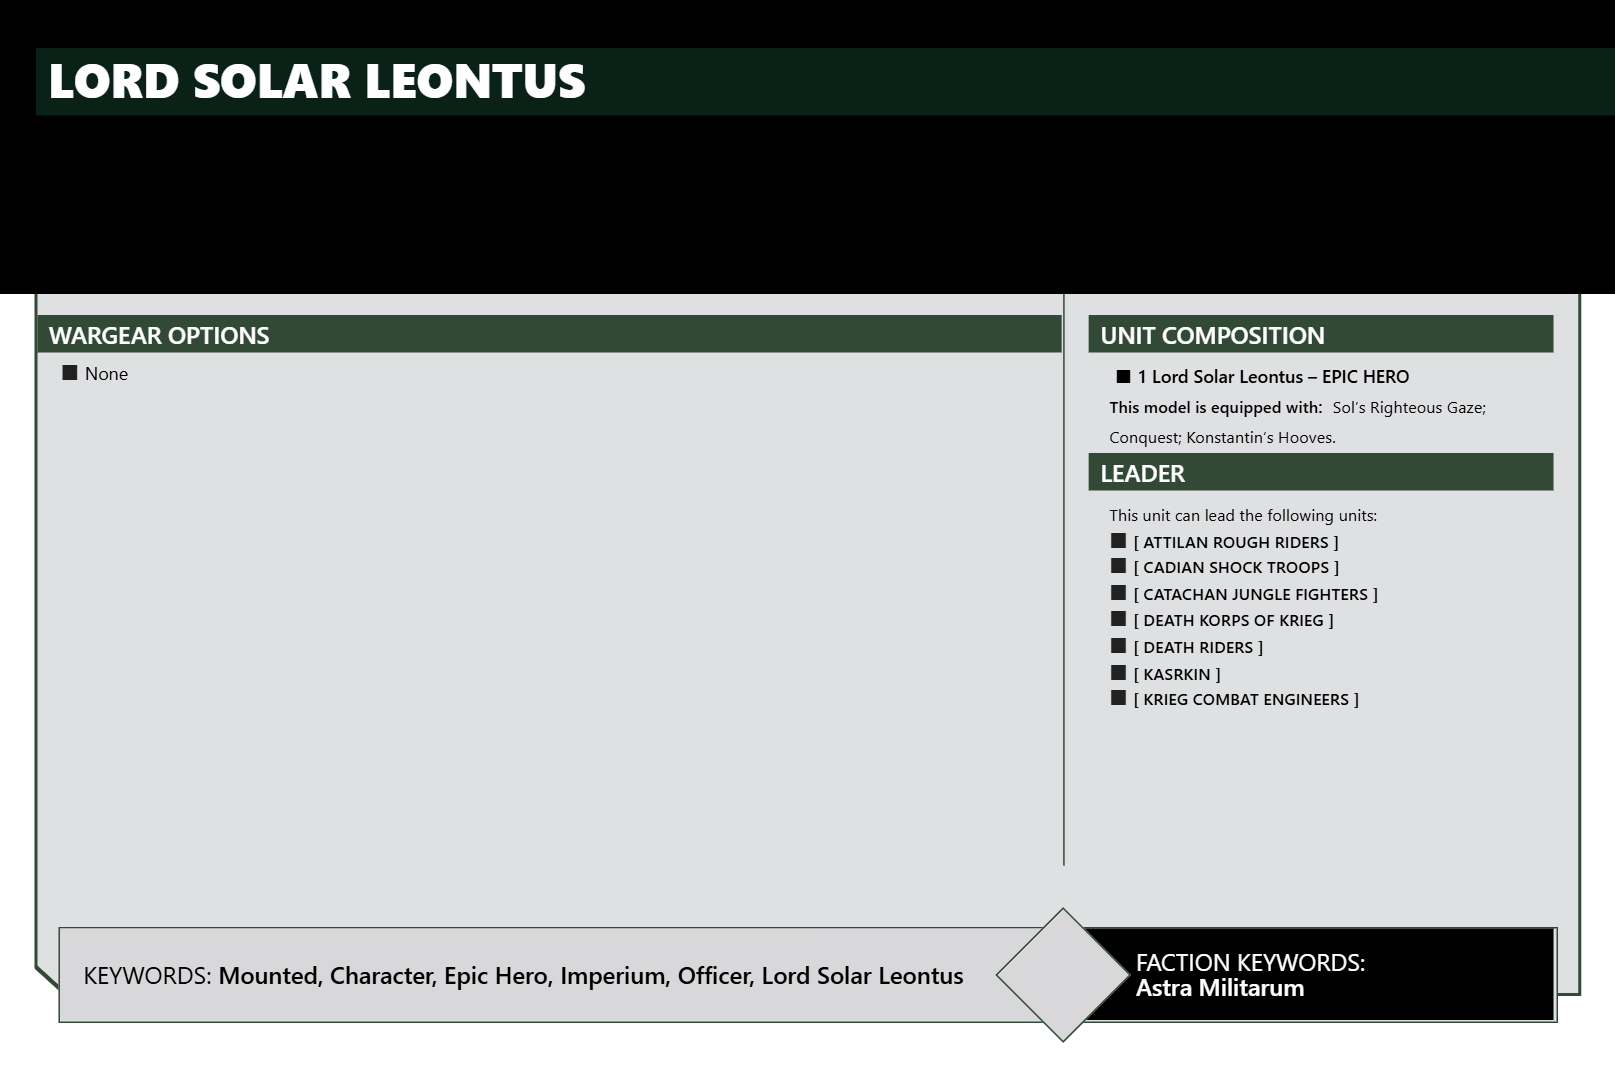 LORD SOLAR LEONTUS
WARGEAR OPTIONS
■ None
UNIT COMPOSITION
■ 1 Lord Solar Leontus – EPIC HERO
This model is equipped with: Sol's Righteous Gaze;
Conquest; Konstantin's Hooves.
LEADER
This unit can lead the following units:
■ [ ATTILAN ROUGH RIDERS ]
■ [ CADIAN SHOCK TROOPS ]
■ [ CATACHAN JUNGLE FIGHTERS ]
■ [ DEATH KORPS OF KRIEG ]
■ [ DEATH RIDERS ]
■ [ KASRKIN ]
■ [ KRIEG COMBAT ENGINEERS ]
KEYWORDS: Mounted, Character, Epic Hero, Imperium, Officer, Lord Solar Leontus
FACTION KEYWORDS:
Astra Militarum